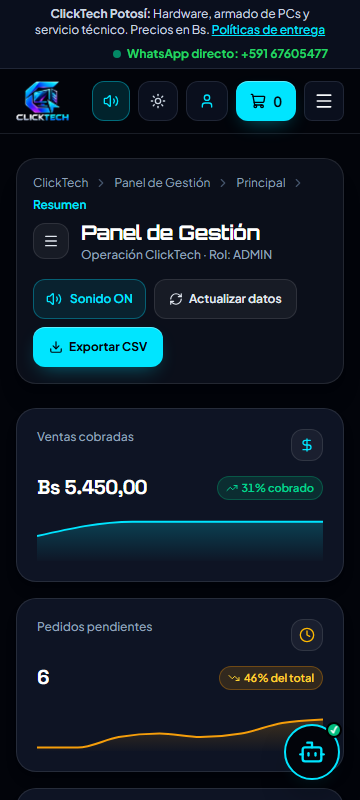 ClickTech Potosí: Hardware, armado de PCs y
servicio técnico. Precios en Bs. Políticas de entrega
WhatsApp directo: +591 67605477
CLICKTECH
0
ClickTech > Panel de Gestión > Principal >
Resumen
Panel de Gestión
Operación ClickTech · Rol: ADMIN
Sonido ON
Actualizar datos
Exportar CSV
Ventas cobradas
Bs 5.450,00
31% cobrado
Pedidos pendientes
6
46% del total